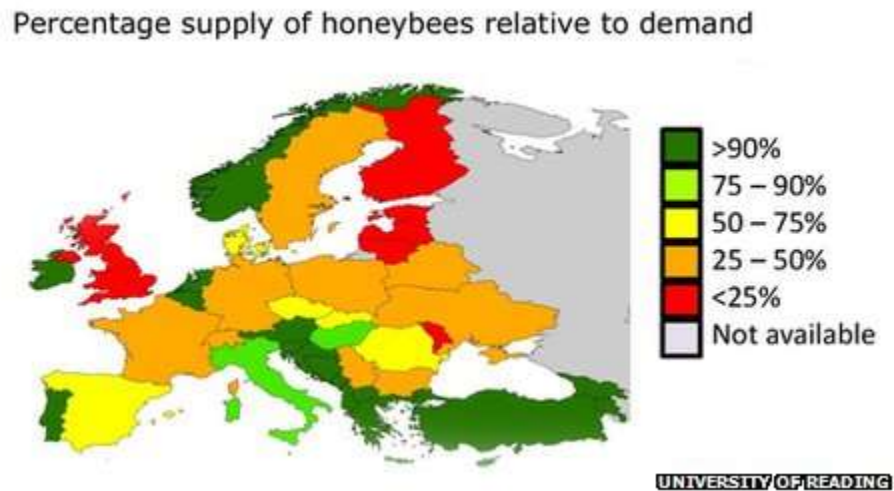 Percentage supply of honeybees relative to demand
>90%
75 – 90%
50 – 75%
25 – 50%
<25%
Not available
UNIVERSITY OF READING